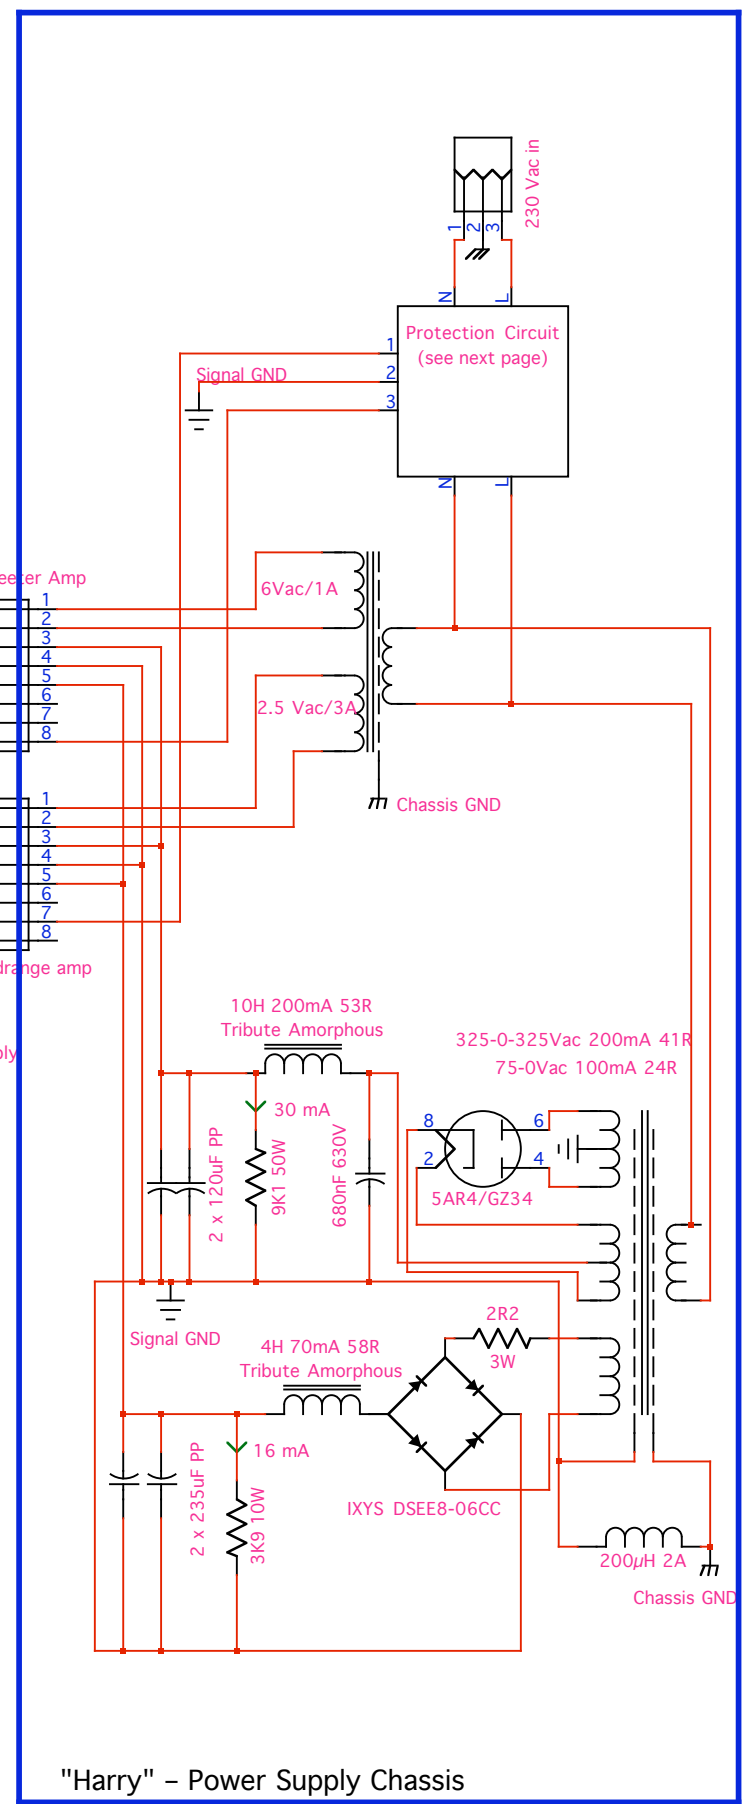 230 Vac in
1
2
3
N
L
Protection Circuit
(see next page)
1
2
3
Signal GND
N
L
Amp
6Vac/1A
1
2
3
4
5
6
7
8
2.5 Vac/3A
Chassis GND
1
2
3
4
5
6
7
8
amp
10H 200mA 53R
Tribute Amorphous
325-0-325Vac 200mA 41R
75-0Vac 100mA 24R
30 mA
8
6
2
4
2 x 120uF PP
9K1 50W
680nF 630V
5AR4/GZ34
Signal GND
2R2
3W
4H 70mA 58R
Tribute Amorphous
16 mA
2 x 235uF PP
3K9 10W
IXYS DSEE8-06CC
200µH 2A
Chassis GND
"Harry" – Power Supply Chassis